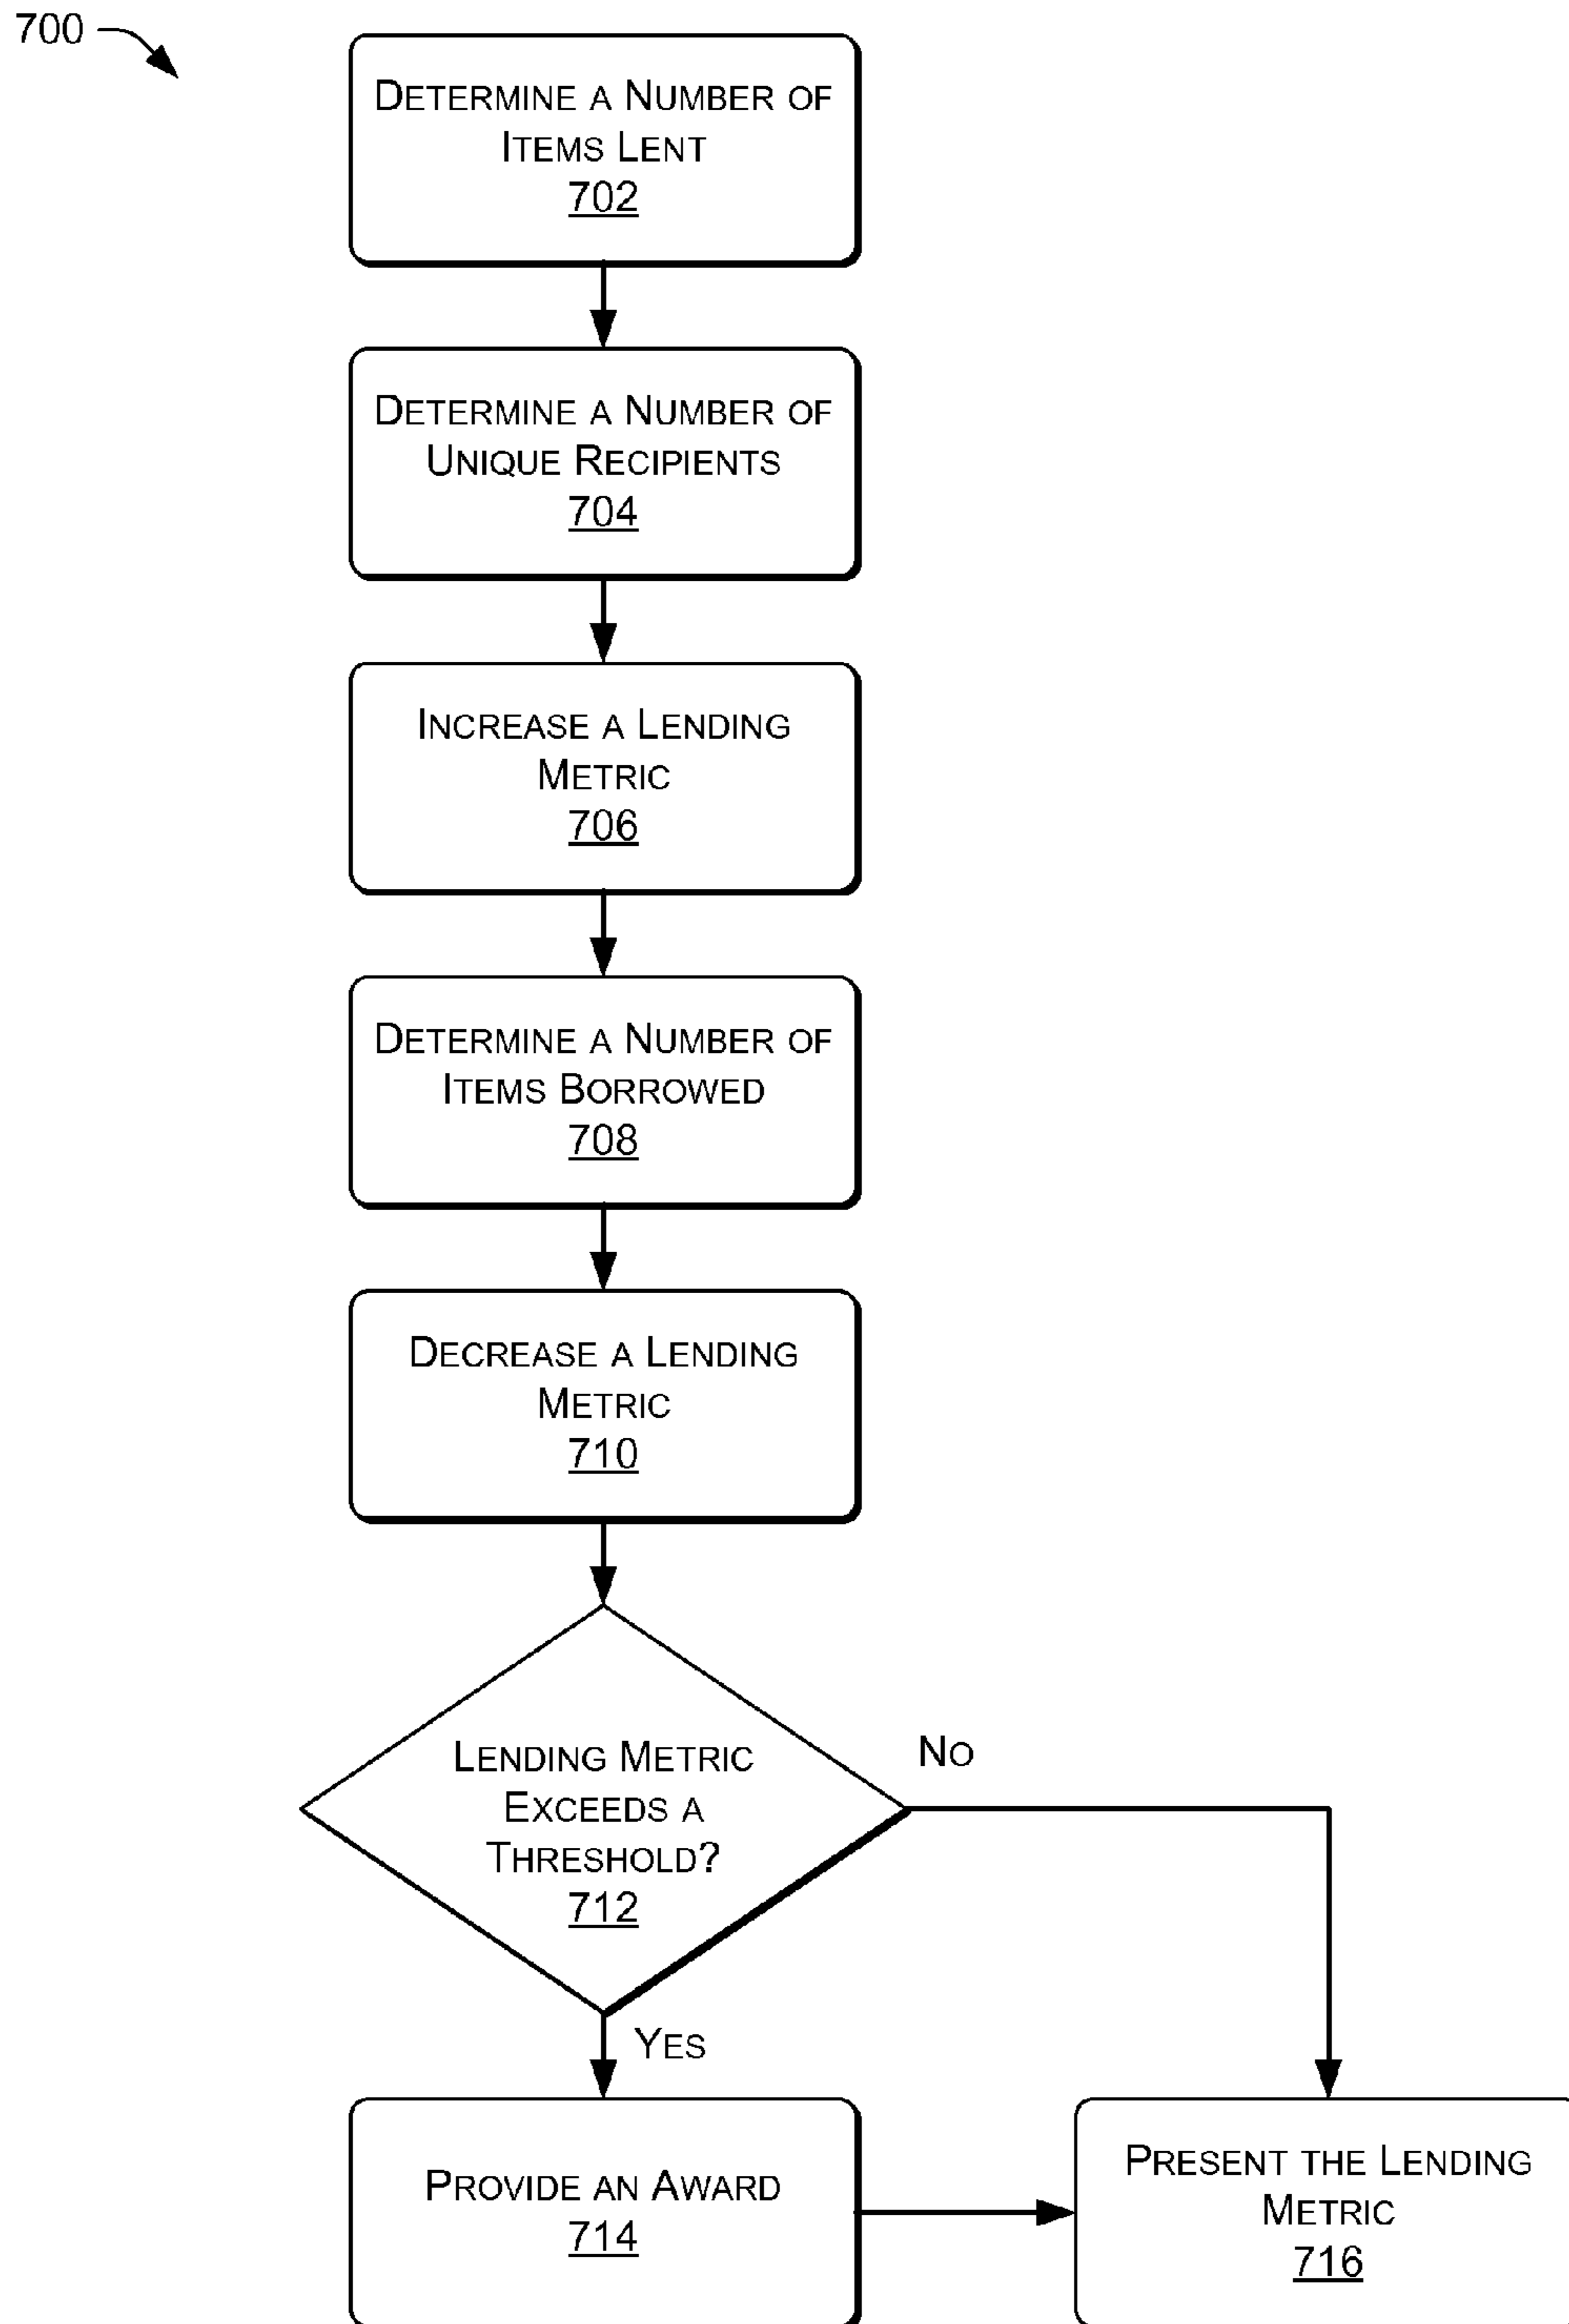 700
DETERMINE A NUMBER OF
ITEMS LENT
702
DETERMINE A NUMBER OF
UNIQUE RECIPIENTS
704
INCREASE A LENDING
METRIC
706
DETERMINE A NUMBER OF
ITEMS BORROWED
708
DECREASE A LENDING
METRIC
710
LENDING METRIC
EXCEEDS A
THRESHOLD?
712
NO
YES
PROVIDE AN AWARD
714
PRESENT THE LENDING
METRIC
716